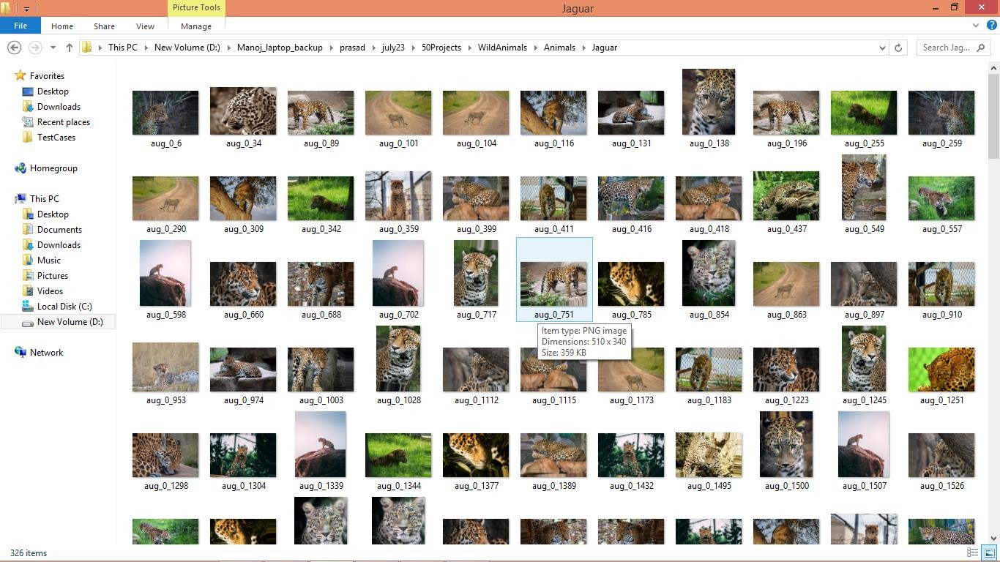 Picture Tools
Jaguar
File Home Share View Manage
This PC New Volume (D:) Manoj_laptop_backup prasad july23 50Projects WildAnimals Animals Jaguar
Search Jag...
Favorites
Desktop
Downloads
Recent places
TestCases
Homegroup
This PC
Desktop
Documents
Downloads
Music
Pictures
Videos
Local Disk (C:)
New Volume (D:)
Network
aug_0_6 aug_0_34 aug_0_89 aug_0_101 aug_0_104 aug_0_116 aug_0_131 aug_0_138 aug_0_196 aug_0_255 aug_0_259
aug_0_290 aug_0_309 aug_0_342 aug_0_359 aug_0_399 aug_0_411 aug_0_416 aug_0_418 aug_0_437 aug_0_549 aug_0_557
aug_0_598 aug_0_660 aug_0_688 aug_0_702 aug_0_717 aug_0_751 aug_0_785 aug_0_854 aug_0_863 aug_0_897 aug_0_910
Item type: PNG image
Dimensions: 510 x 340
Size: 359 KB
aug_0_953 aug_0_974 aug_0_1003 aug_0_1028 aug_0_1112 aug_0_1115 aug_0_1173 aug_0_1183 aug_0_1223 aug_0_1245 aug_0_1251
aug_0_1298 aug_0_1304 aug_0_1339 aug_0_1344 aug_0_1377 aug_0_1389 aug_0_1432 aug_0_1495 aug_0_1500 aug_0_1507 aug_0_1526
326 items